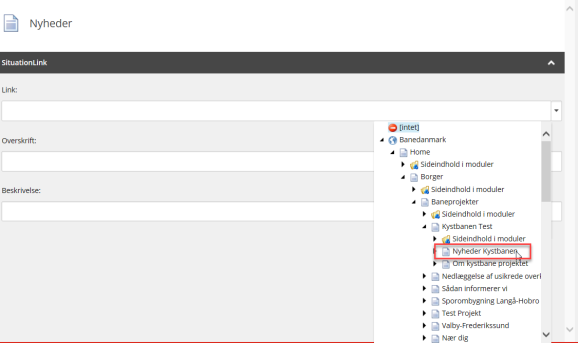 Nyheder
SituationLink
Link:
[intet]
Banedanmark
Home
Sideindhold i moduler
Borger
Sideindhold i moduler
Baneprojekter
Sideindhold i moduler
Kystbanen Test
Sideindhold i moduler
Nyheder Kystbanen
Om kystbane projektet
Nedlæggelse af usikrede overk
Sådan informerer vi
Sporombygning Langå-Hobro
Test Projekt
Valby-Frederikssund
Nær dig
Overskrift:
Beskrivelse: